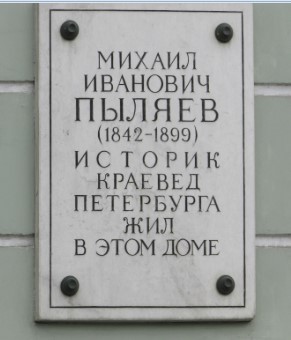 МИХАИЛ
ИВАНОВИЧ
ПЫЛЯЕВ
(1842-1899)
ИСТОРИК
КРАЕВЕД
ПЕТЕРБУРГА
ЖИЛ
В ЭТОМ ДОМЕ